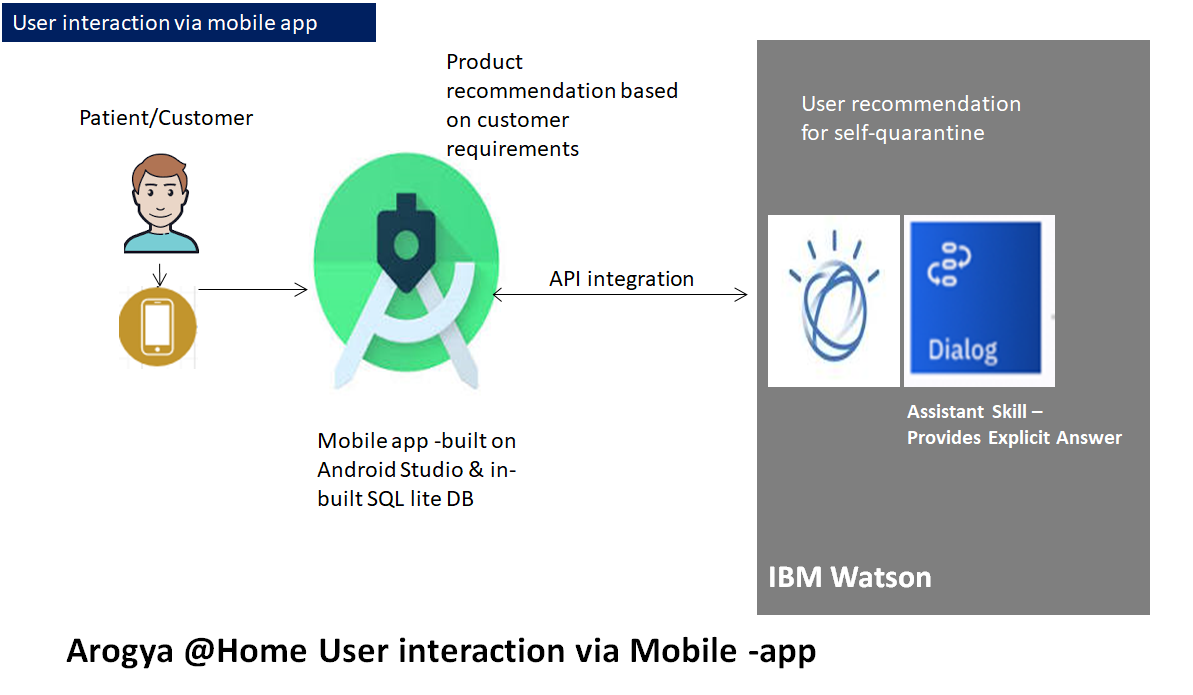 User interaction via mobile app
Product
recommendation based
on customer
requirements
Patient/Customer
User recommendation
for self-quarantine
API integration
Dialog
Assistant Skill –
Provides Explicit Answer
Mobile app -built on
Android Studio & in-
built SQL lite DB
IBM Watson
Arogya @Home User interaction via Mobile -app